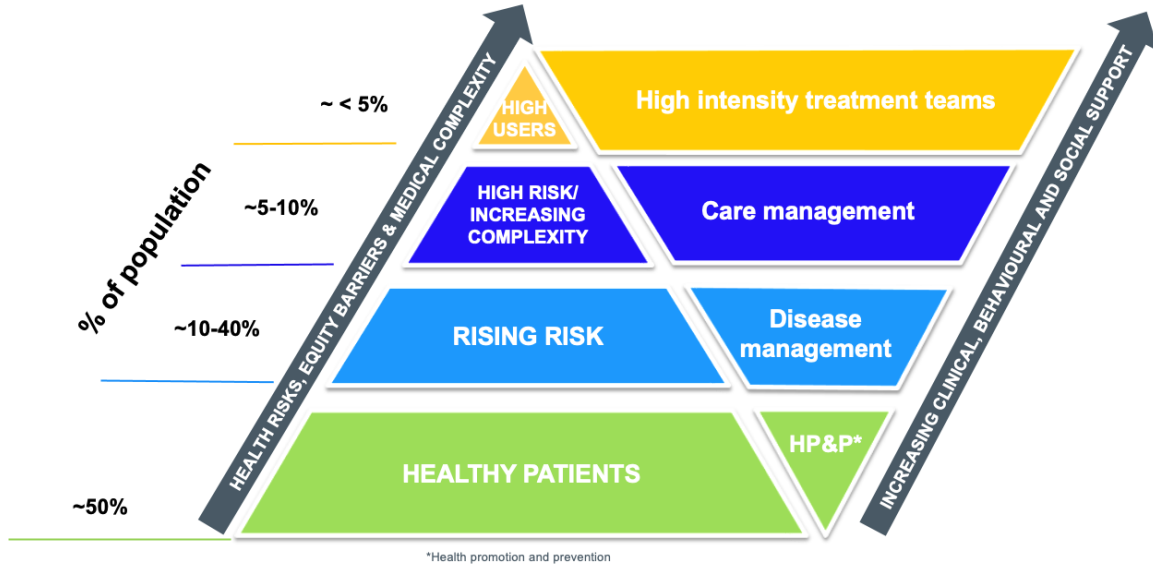 ~ < 5%
HIGH
USERS
High intensity treatment teams
~5-10%
HIGH RISK/
INCREASING
COMPLEXITY
Care management
~10-40%
RISING RISK
Disease
management
~50%
HEALTHY PATIENTS
HP&P*
% of population
HEALTH RISKS, EQUITY BARRIERS & MEDICAL COMPLEXITY
INCREASING CLINICAL, BEHAVIOURAL AND SOCIAL SUPPORT
*Health promotion and prevention